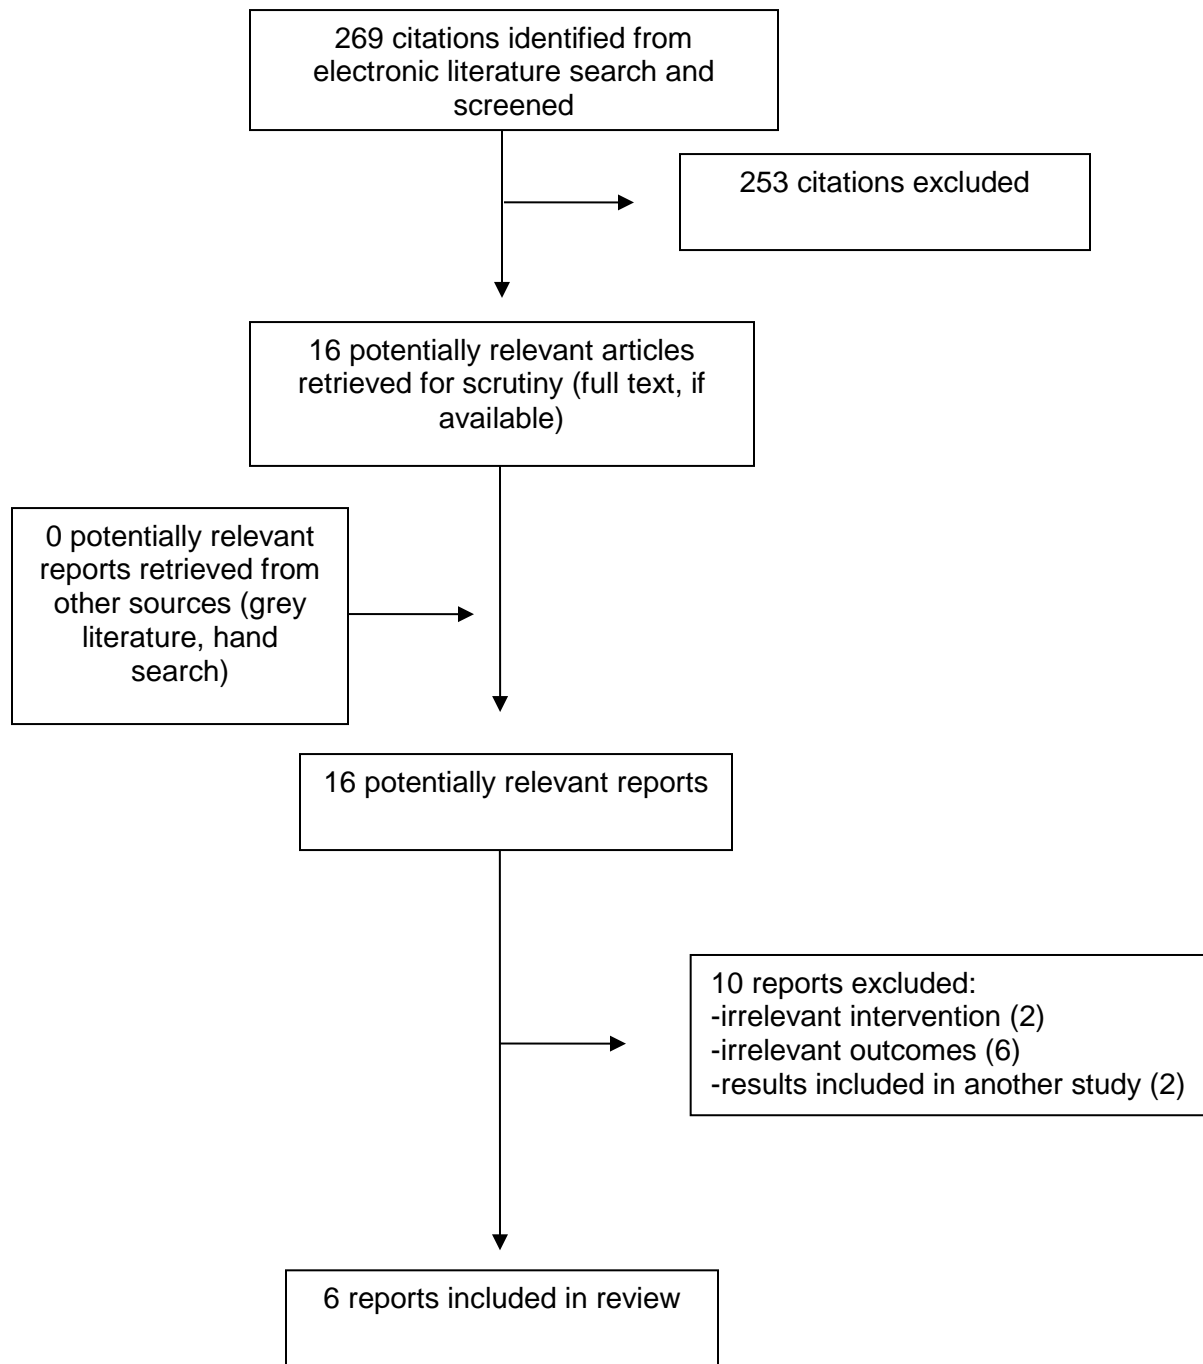 269 citations identified from
electronic literature search and
screened
253 citations excluded
16 potentially relevant articles
retrieved for scrutiny (full text, if
available)
0 potentially relevant
reports retrieved from
other sources (grey
literature, hand
search)
16 potentially relevant reports
10 reports excluded:
-irrelevant intervention (2)
-irrelevant outcomes (6)
-results included in another study (2)
6 reports included in review